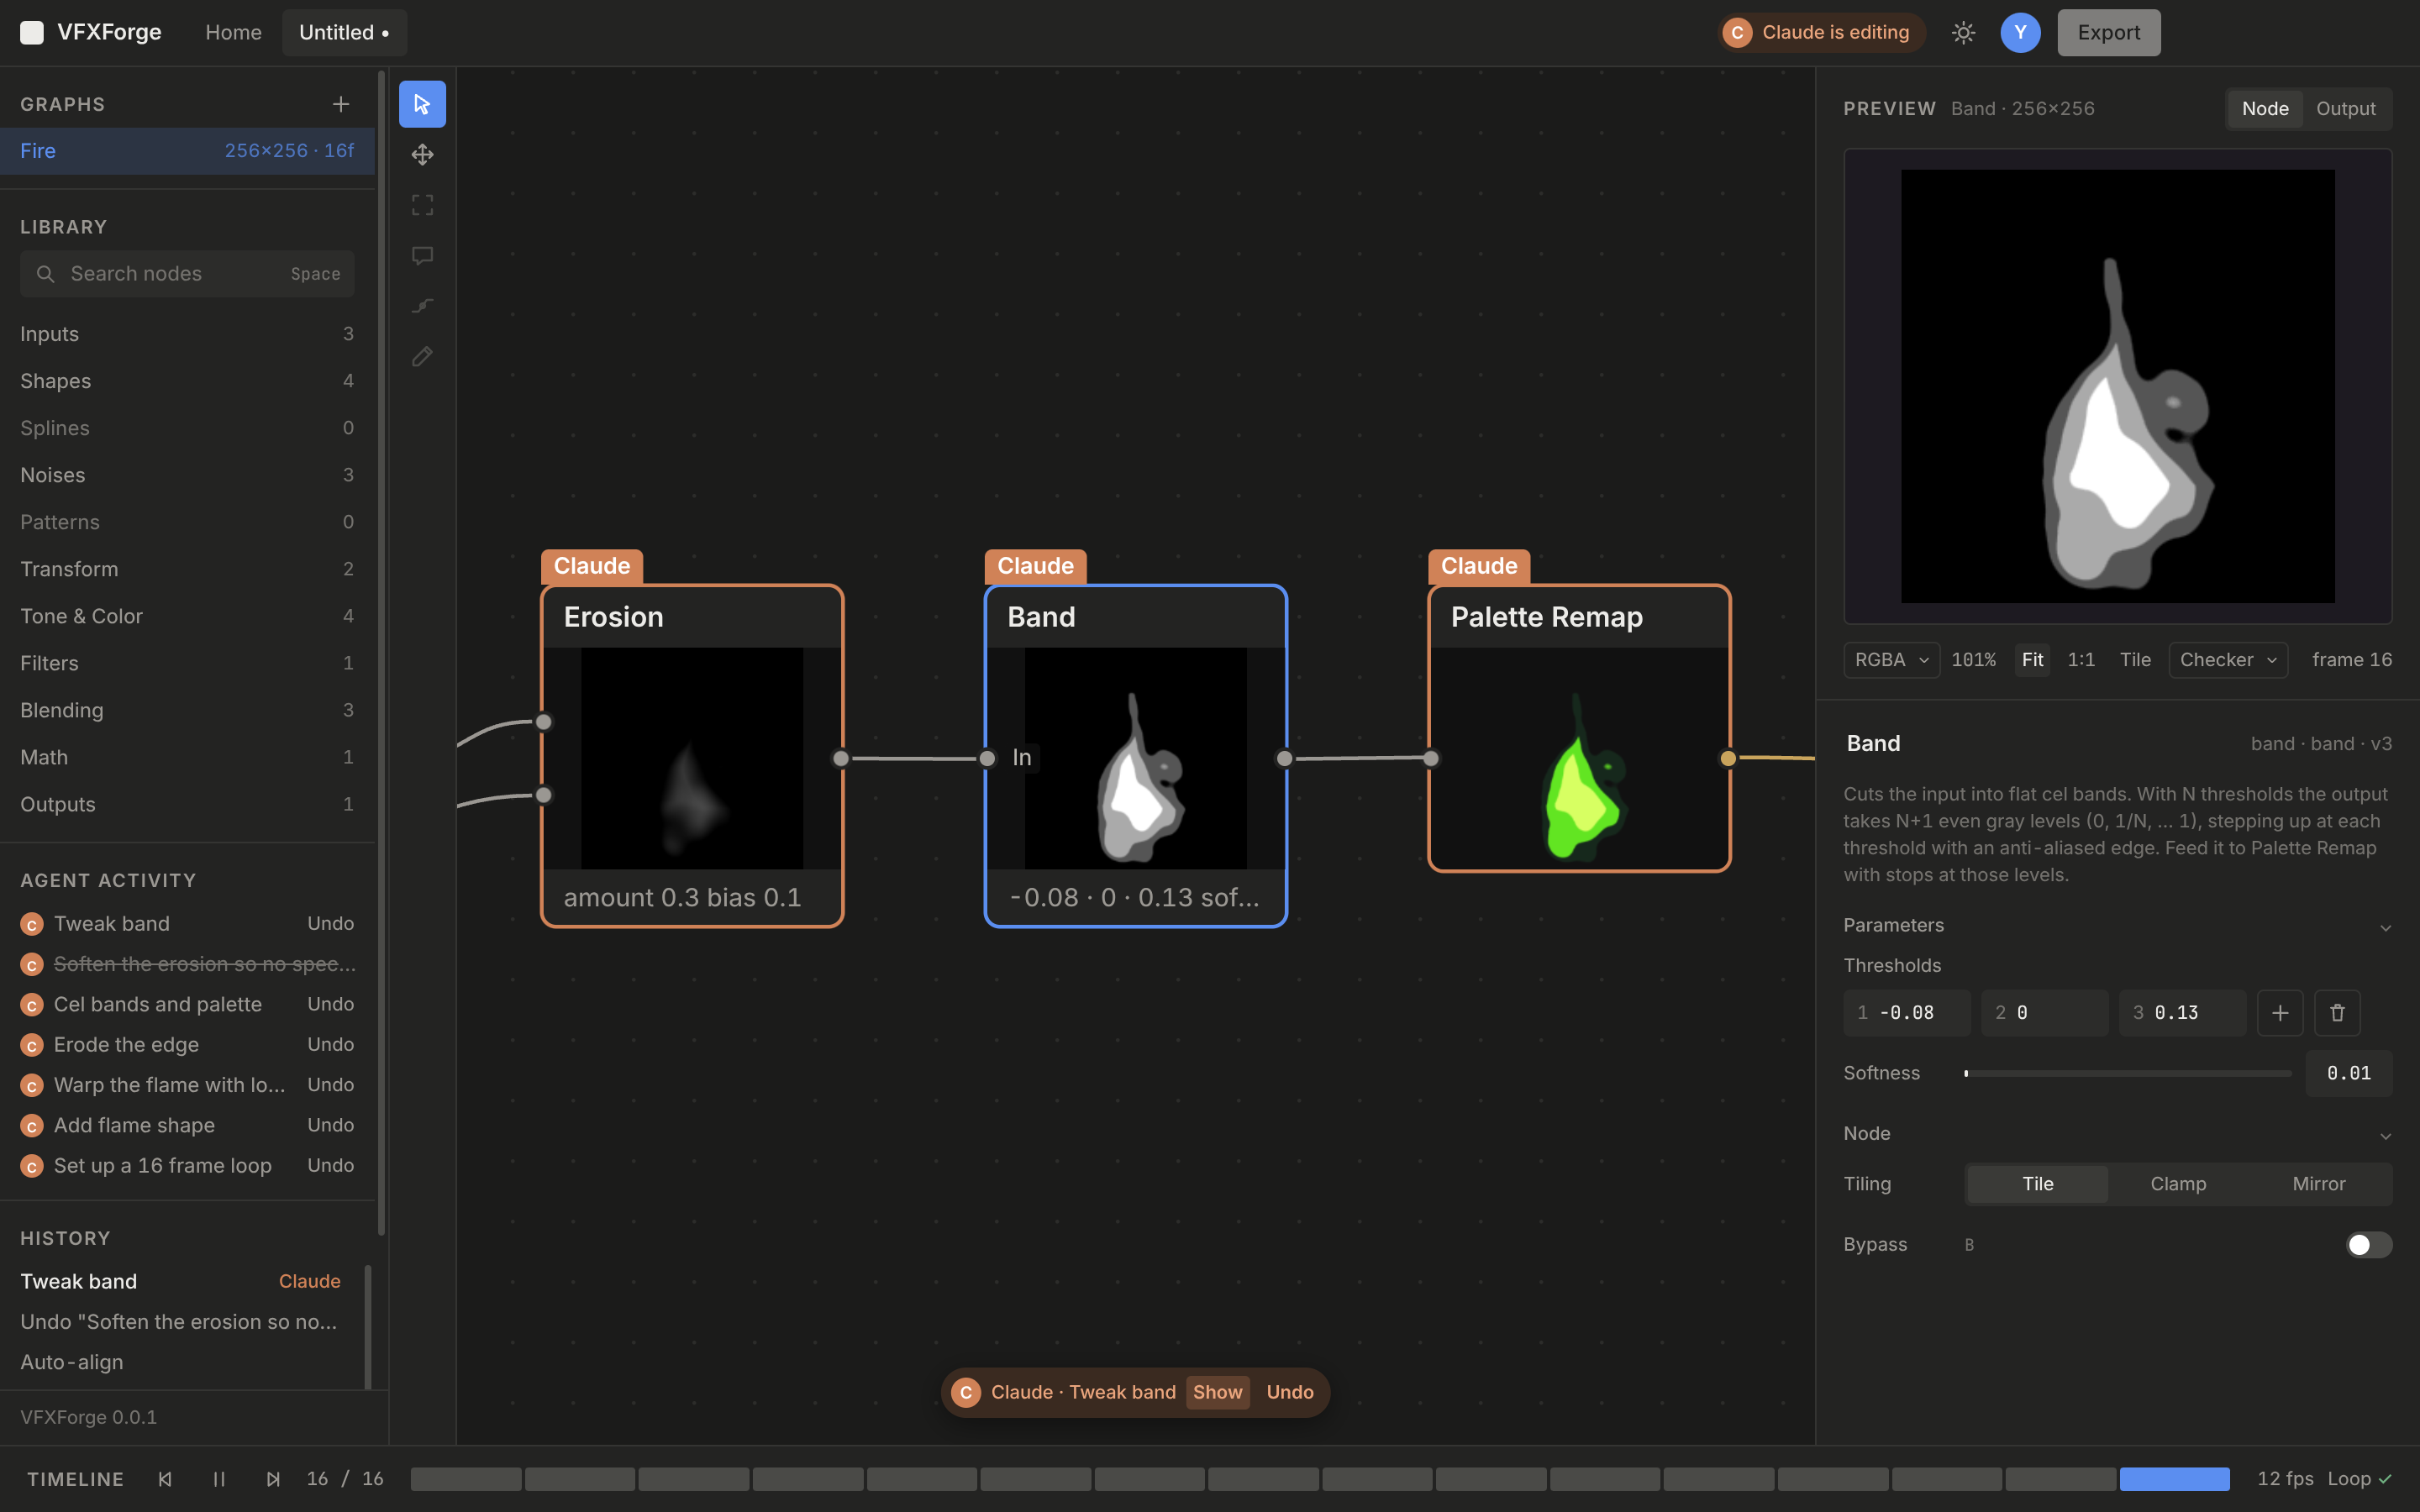 VFXForge
Home
Untitled •
C Claude is editing
Y
Export
GRAPHS
Fire 256×256 · 16f
LIBRARY
Search nodes Space
Inputs 3
Shapes 4
Splines 0
Noises 3
Patterns 0
Transform 2
Tone & Color 4
Filters 1
Blending 3
Math 1
Outputs 1
AGENT ACTIVITY
C Tweak band Undo
C Soften the erosion so no spec...
C Cel bands and palette Undo
C Erode the edge Undo
C Warp the flame with lo... Undo
C Add flame shape Undo
C Set up a 16 frame loop Undo
HISTORY
Tweak band Claude
Undo "Soften the erosion so no...
Auto-align
VFXForge 0.0.1
Claude
Erosion
amount 0.3 bias 0.1
Claude
Band
In
-0.08 · 0 · 0.13 sof...
Claude
Palette Remap
C Claude · Tweak band Show Undo
PREVIEW Band · 256×256 Node Output
RGBA 101% Fit 1:1 Tile Checker frame 16
Band band · band · v3
Cuts the input into flat cel bands. With N thresholds the output
takes N+1 even gray levels (0, 1/N, ... 1), stepping up at each
threshold with an anti-aliased edge. Feed it to Palette Remap
with stops at those levels.
Parameters
Thresholds
1 -0.08 2 0 3 0.13
Softness 0.01
Node
Tiling Tile Clamp Mirror
Bypass B
TIMELINE 16 / 16 12 fps Loop